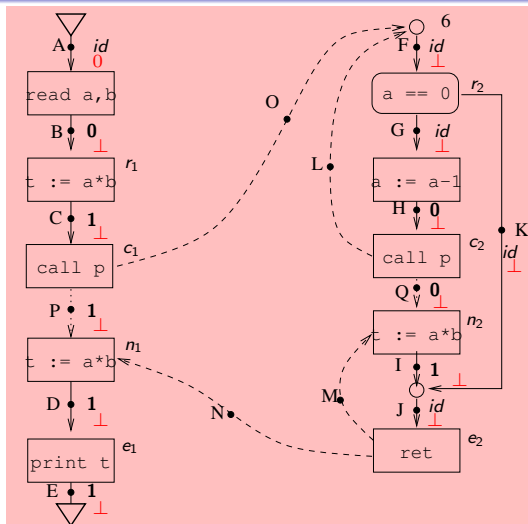 A id
0
read a,b
B 0
⊥
r1
t := a*b
C 1
⊥
c1
call p
P 1
⊥
n1
t := a*b
D 1
⊥
e1
print t
E 1
⊥
O
L
N
M
6
F id
⊥
r2
a == 0
G id
⊥
a := a-1
H 0
⊥
c2
call p
Q 0
⊥
n2
t := a*b
I 1
⊥
J id
⊥
e2
ret
K
id
⊥